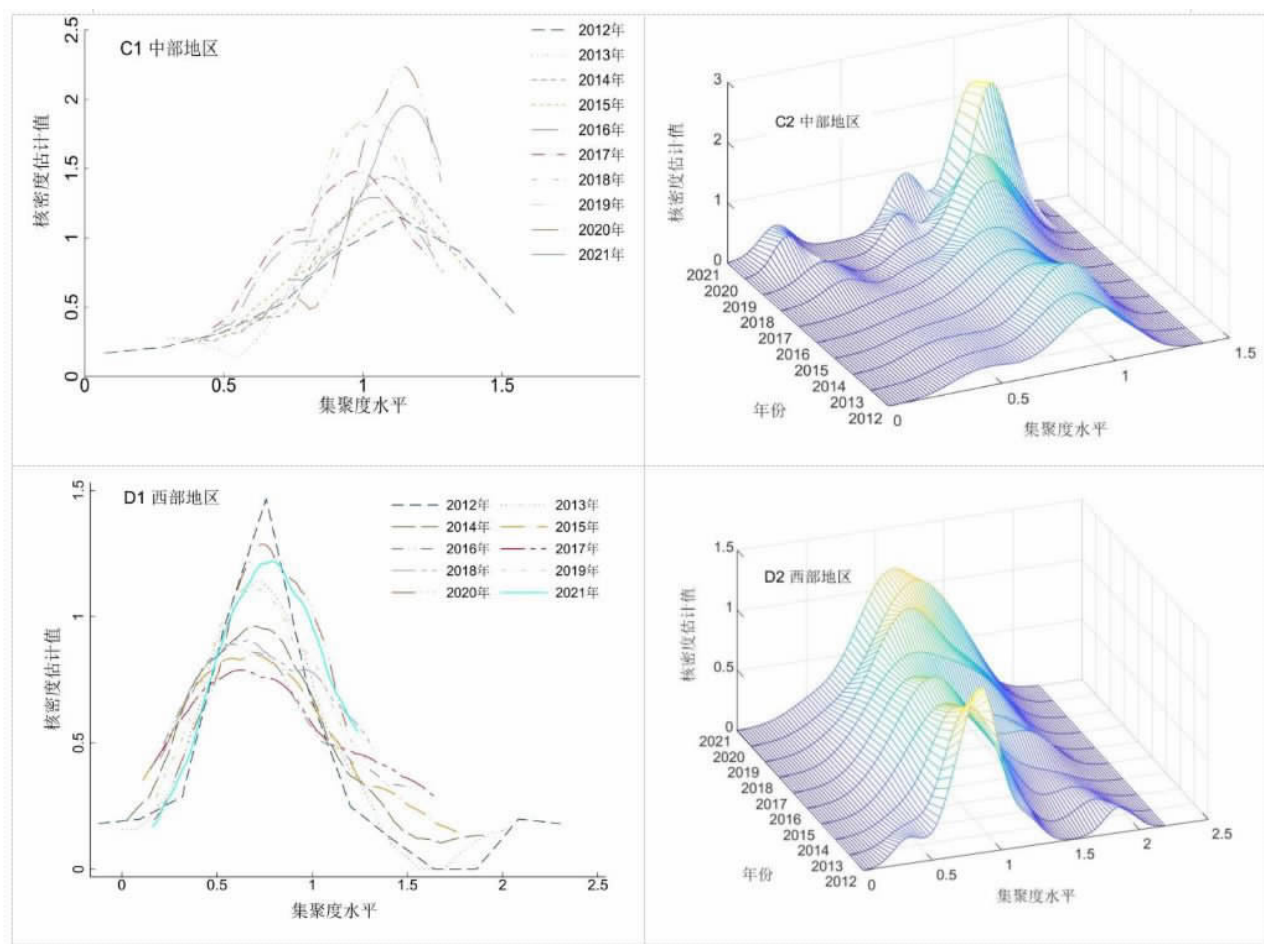 C1 中部地区
2.5
2
1.5
1
0.5
0
核密度估计值
0
0.5
1
1.5
集聚度水平
2012年
2013年
2014年
2015年
2016年
2017年
2018年
2019年
2020年
2021年
C2 中部地区
3
2
1
0
核密度估计值
2021
2020
2019
2018
2017
2016
2015
2014
2013
2012
年份
0
0.5
1
1.5
集聚度水平
D1 西部地区
1.5
1
0.5
0
核密度估计值
0
0.5
1
1.5
2
2.5
集聚度水平
2012年 2013年
2014年 2015年
2016年 2017年
2018年 2019年
2020年 2021年
D2 西部地区
1.5
1
0.5
0
核密度估计值
2021
2020
2019
2018
2017
2016
2015
2014
2013
2012
年份
0
0.5
1
1.5
2
2.5
集聚度水平